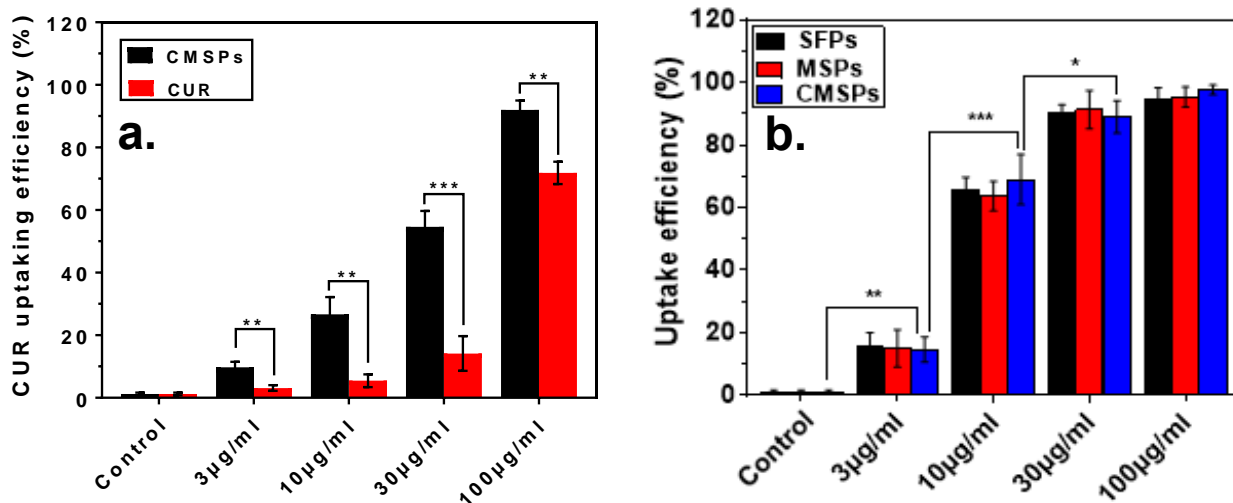 CUR uptaking efficiency (%)
120
100
80
60
40
20
0
CMSPs
CUR
a.
**
**
***
**
Control
3µg/ml
10µg/ml
30µg/ml
100µg/ml
Uptake efficiency (%)
120
100
80
60
40
20
0
SFPs
MSPs
CMSPs
b.
**
***
*
Control
3µg/ml
10µg/ml
30µg/ml
100µg/ml